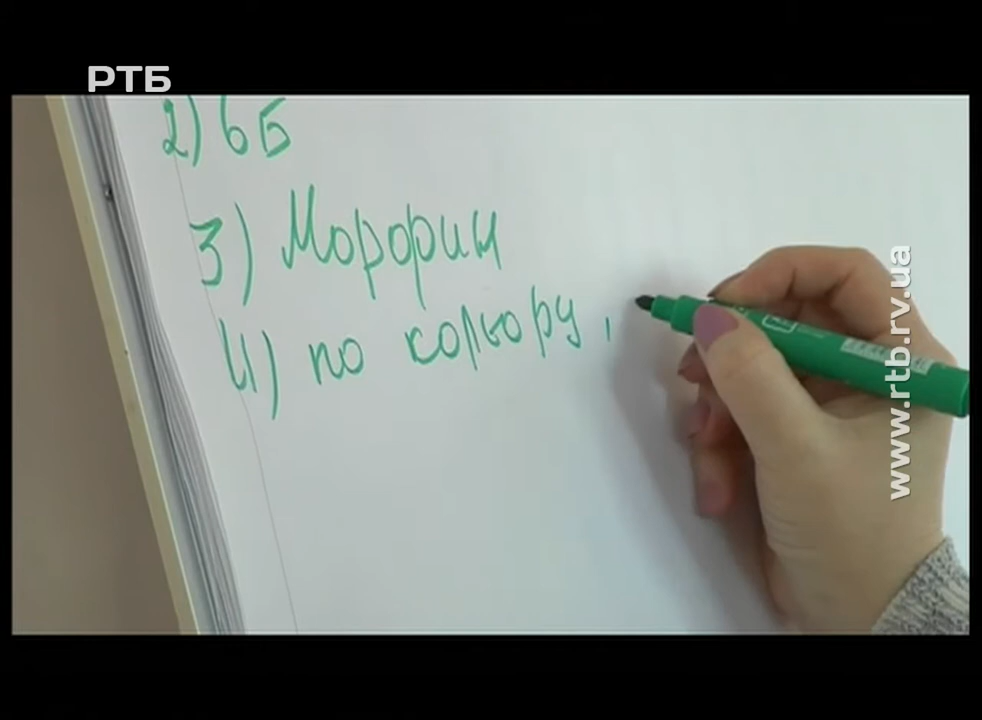 РТБ
2) 6Б
3) Морфин
4) по кольору,
www.rtb.rv.ua